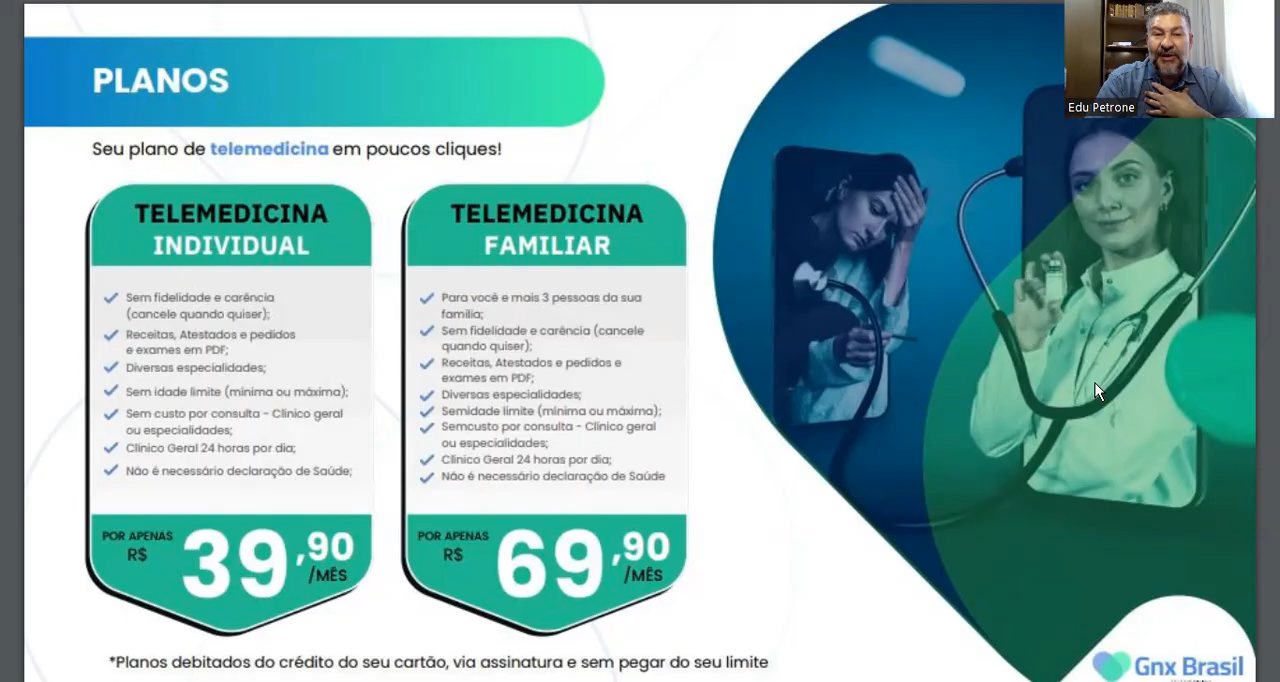 PLANOS
Seu plano de telemedicina em poucos cliques!
TELEMEDICINA
INDIVIDUAL
Sem fidelidade e carência
(cancele quando quiser);
Receitas, Atestados e pedidos
e exames em PDF;
Diversas especialidades;
Sem idade limite (mínima ou máxima);
Sem custo por consulta - Clínico geral
ou especialidades;
Clínico Geral 24 horas por dia;
Não é necessário declaração de Saúde;
POR APENAS
R$ 39,90
/MÊS
TELEMEDICINA
FAMILIAR
Para você e mais 3 pessoas da sua
família;
Sem fidelidade e carência (cancele
quando quiser);
Receitas, Atestados e pedidos e
exames em PDF;
Diversas especialidades;
Semidade limite (mínima ou máxima);
Semcusto por consulta - Clínico geral
ou especialidades;
Clínico Geral 24 horas por dia;
Não é necessário declaração de Saúde
POR APENAS
R$ 69,90
/MÊS
*Planos debitados do crédito do seu cartão, via assinatura e sem pegar do seu limite
Edu Petrone
Gnx Brasil